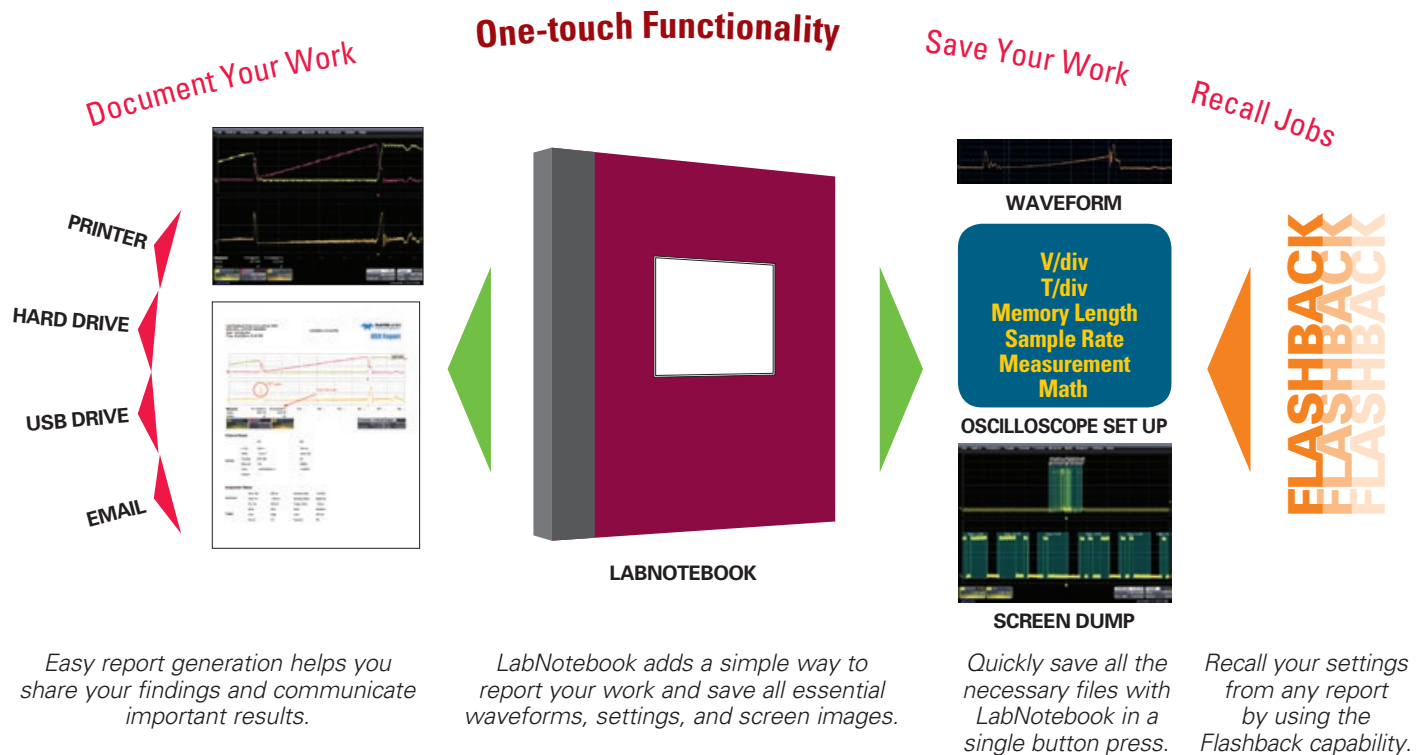 One-touch Functionality
Document Your Work
Save Your Work
Recall Jobs
PRINTER
HARD DRIVE
USB DRIVE
EMAIL
LABNOTEBOOK
WAVEFORM
V/div
T/div
Memory Length
Sample Rate
Measurement
Math
OSCILLOSCOPE SET UP
SCREEN DUMP
FLASHBACK
FLASHBACK
FLASHBACK
Easy report generation helps you
share your findings and communicate
important results.
LabNotebook adds a simple way to
report your work and save all essential
waveforms, settings, and screen images.
Quickly save all the
necessary files with
LabNotebook in a
single button press.
Recall your settings
from any report
by using the
Flashback capability.